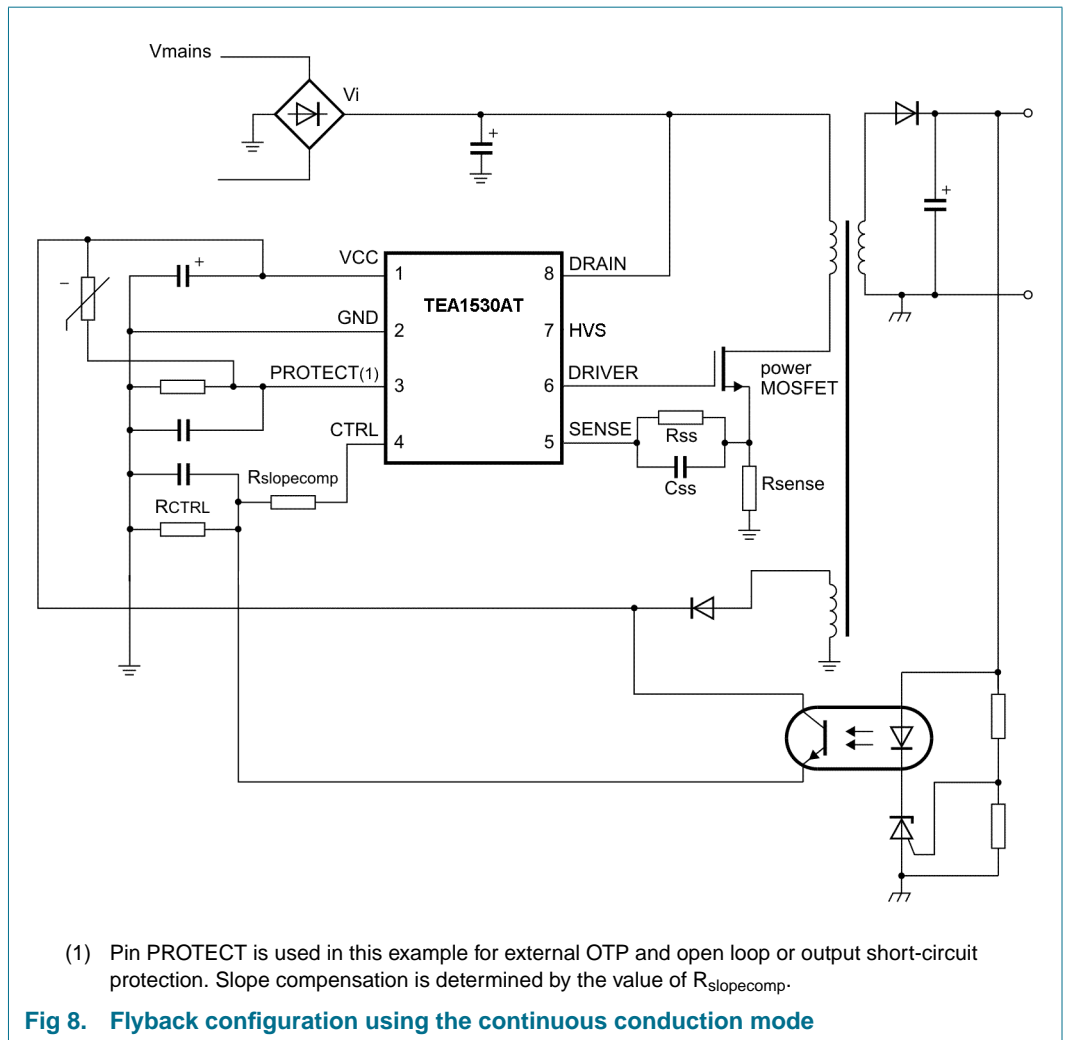 Vmains
Vi
+
+
+
VCC
1
8
DRAIN
−
TEA1530AT
GND
2
7
HVS
PROTECT(1)
3
6
DRIVER
power
MOSFET
CTRL
4
5
SENSE
Rss
Css
Rslopecomp
Rsense
RCTRL
(1) Pin PROTECT is used in this example for external OTP and open loop or output short-circuit
protection. Slope compensation is determined by the value of Rslopecomp.
Fig 8. Flyback configuration using the continuous conduction mode